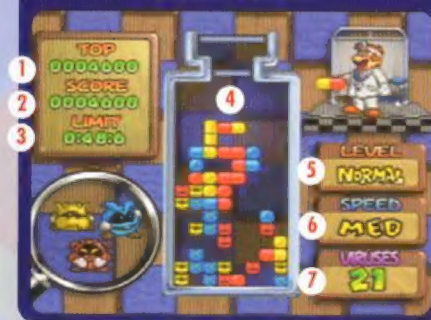 TOP
1 0004600
SCORE
2 0004600
LIMIT
3 0:48:6
4
LEVEL
5 NORMAL
SPEED
6 MED
VIRUSES
7 21